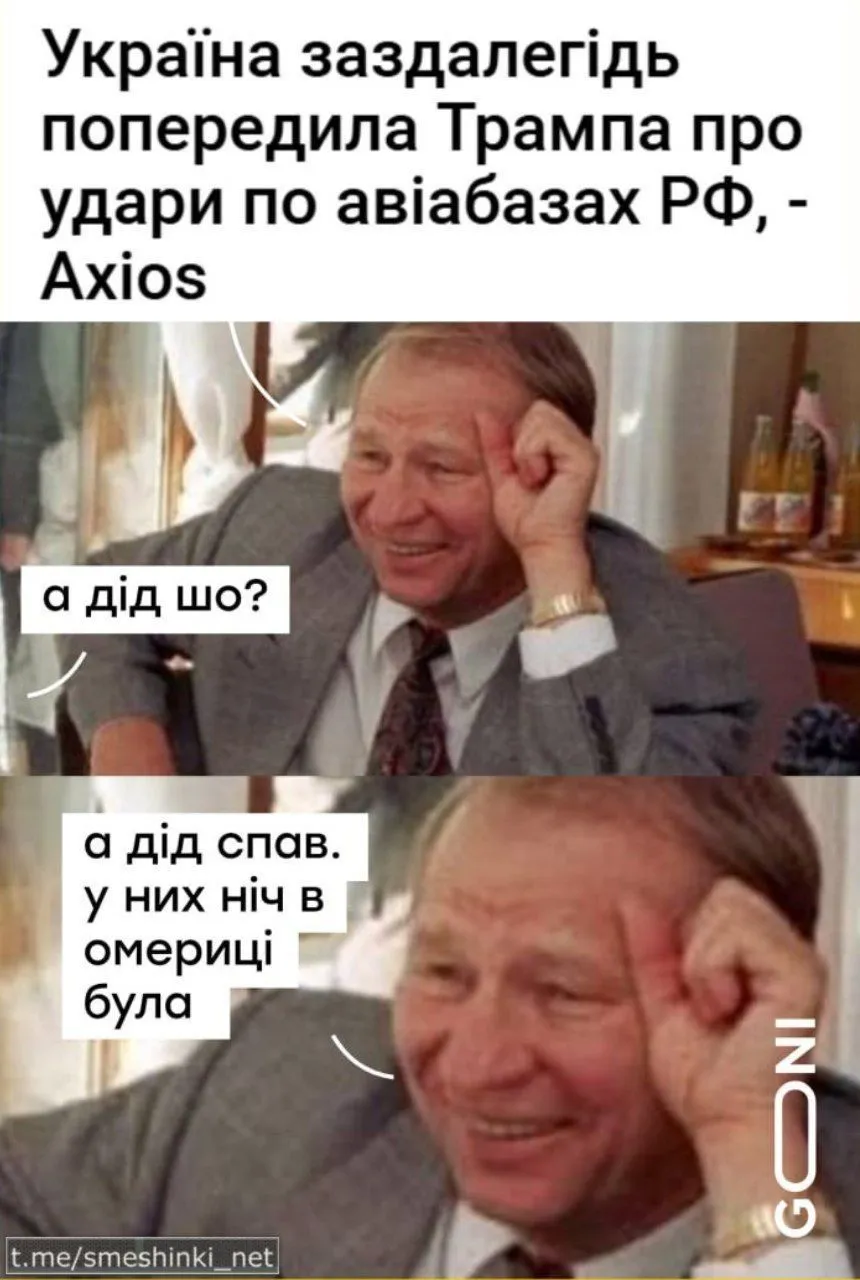 Україна заздалегідь
попередила Трампа про
удари по авіабазах РФ, -
Axios
а дід шо?
а дід спав.
у них ніч в
омериці
була
GONI
t.me/smeshinki_net